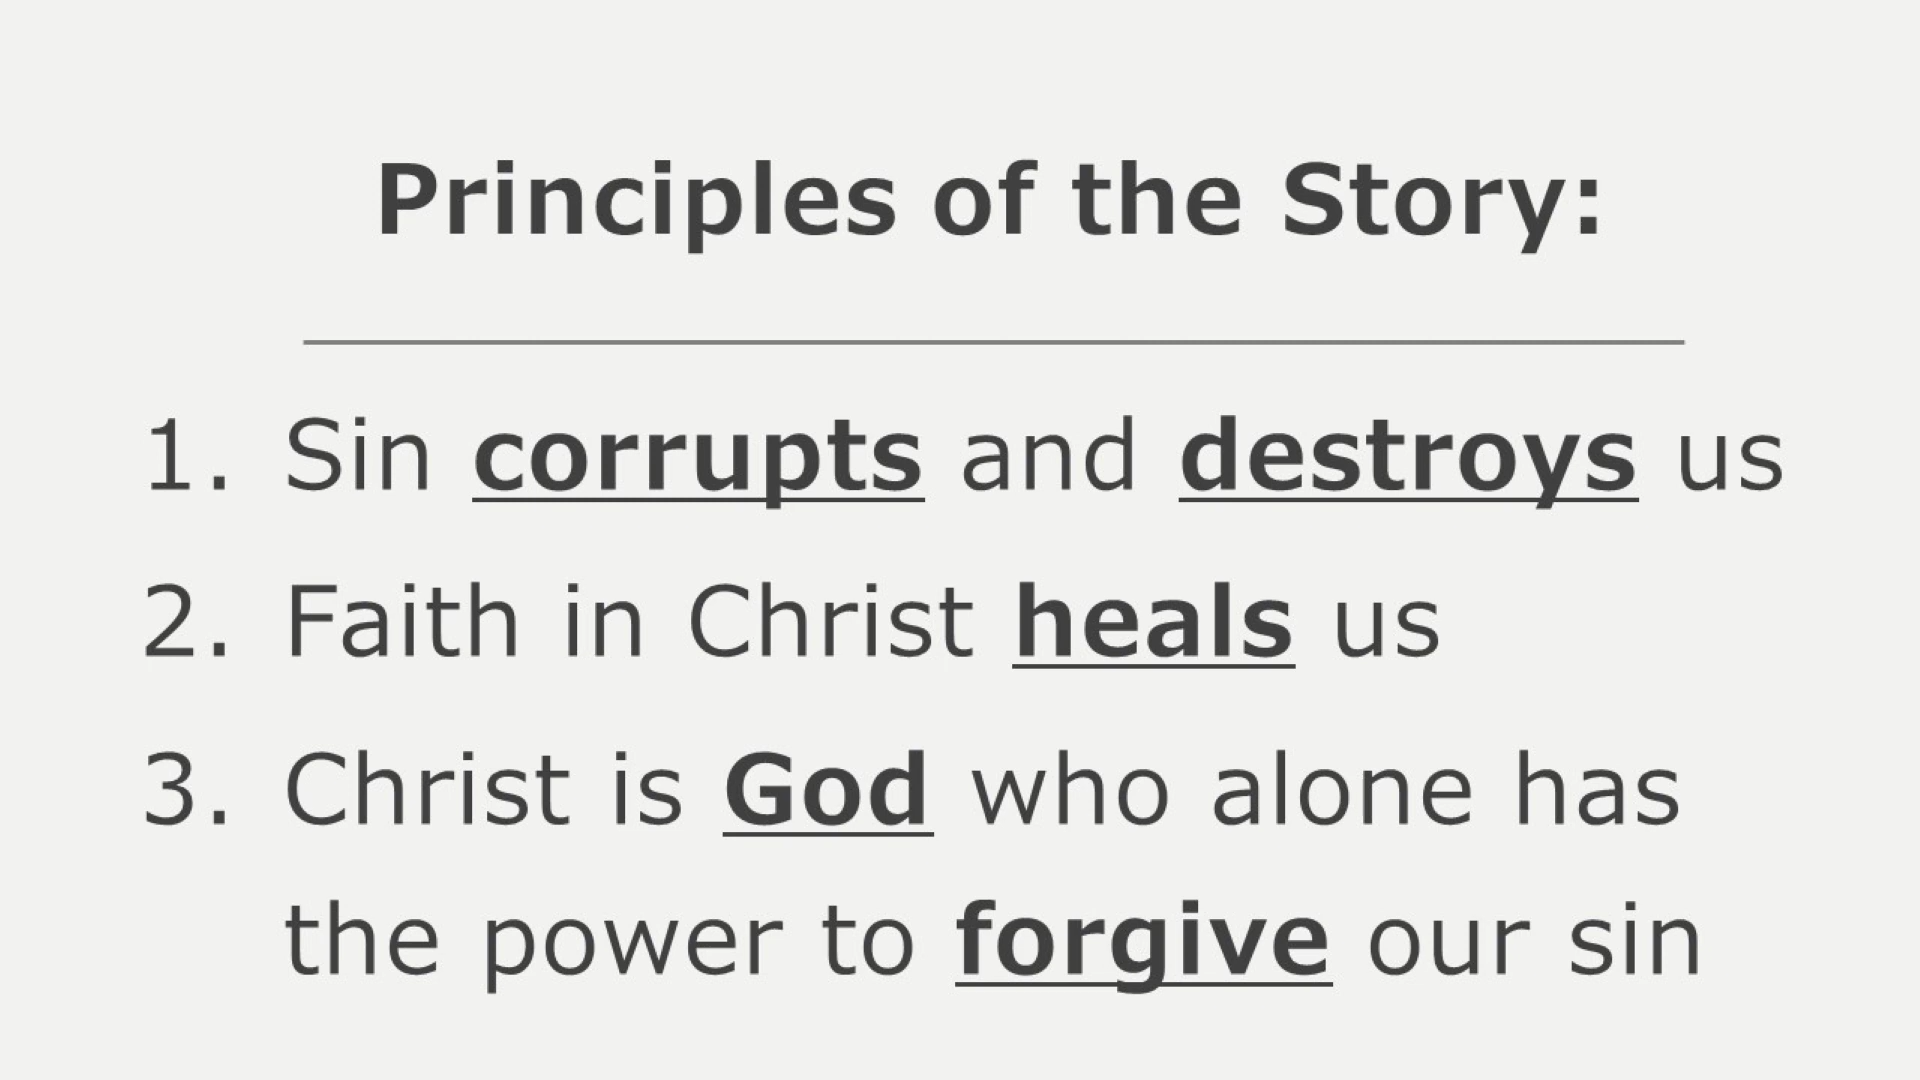 Principles of the Story:
1. Sin corrupts and destroys us
2. Faith in Christ heals us
3. Christ is God who alone has
the power to forgive our sin